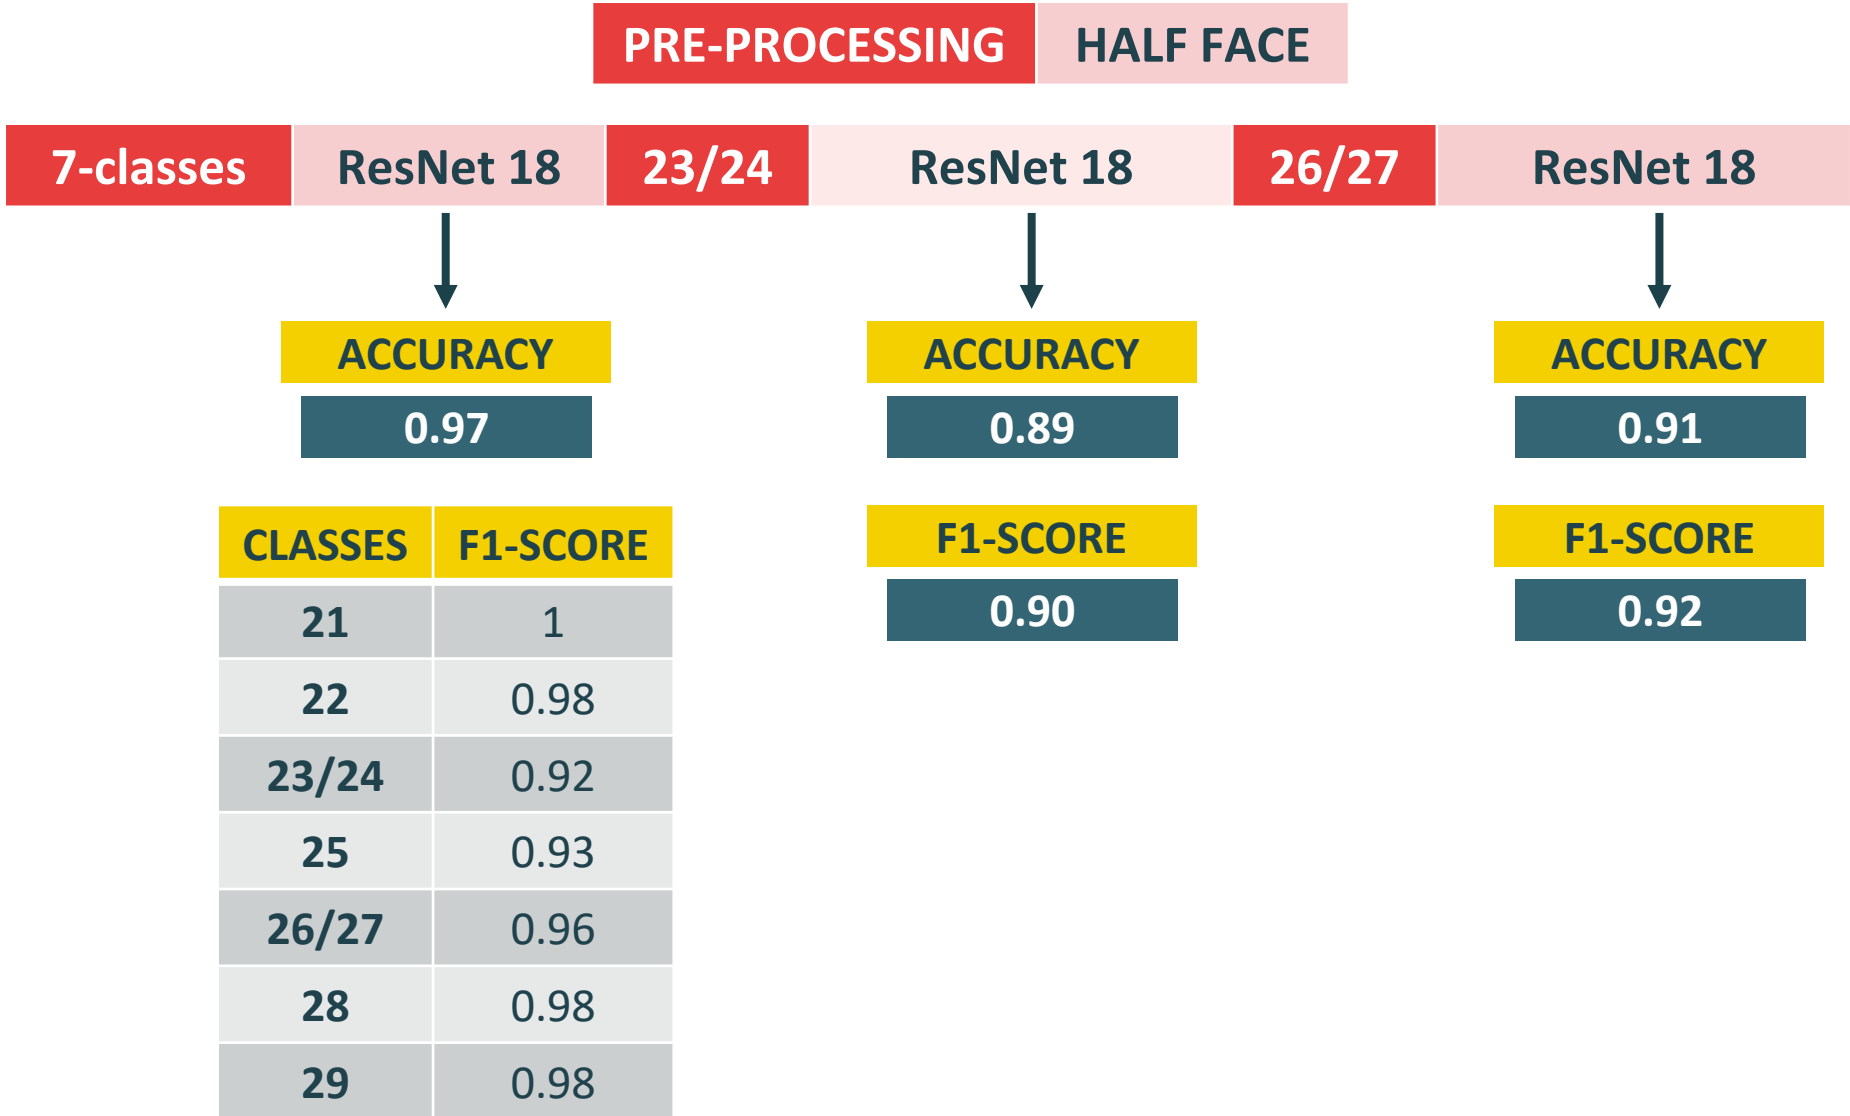 PRE-PROCESSING HALF FACE
7-classes ResNet 18 23/24 ResNet 18 26/27 ResNet 18
ACCURACY ACCURACY ACCURACY
0.97 0.89 0.91
CLASSES F1-SCORE
21 1
22 0.98
23/24 0.92
25 0.93
26/27 0.96
28 0.98
29 0.98
F1-SCORE
0.90
F1-SCORE
0.92